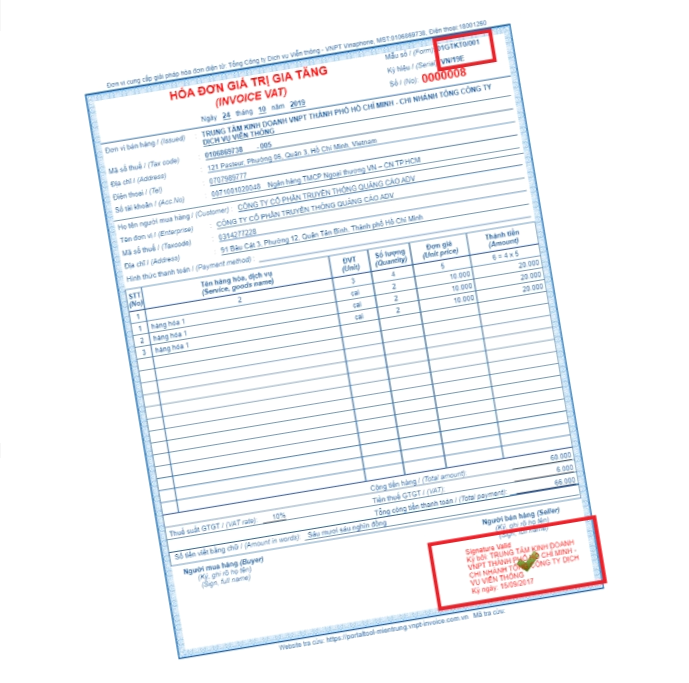 Đơn vị cung cấp giải pháp hóa đơn điện tử: Tổng Công ty Dịch vụ Viễn thông - VNPT Vinaphone, MST:0106869738, Điện thoại 18001260
HÓA ĐƠN GIÁ TRỊ GIA TĂNG
(INVOICE VAT)
Ngày 24 tháng 10 năm 2019
Mẫu số / (Form) 01GTKT0/001
Ký hiệu / (Serial) VN/19E
Số / (No) 0000008
Đơn vị bán hàng / (Issued) TRUNG TÂM KINH DOANH VNPT THÀNH PHỐ HỒ CHÍ MINH - CHI NHÁNH TỔNG CÔNG TY
DỊCH VỤ VIỄN THÔNG
Mã số thuế / (Tax code) : 0106869738 -005
Địa chỉ / (Address) : 121 Pasteur, Phường 06, Quận 3, Hồ Chí Minh, Vietnam
Điện thoại / (Tel) : 0707989777
Số tài khoản / (Acc.No) : Ngân hàng TMCP Ngoại thương VN – CN TP.HCM
Họ tên người mua hàng / (Customer) : CÔNG TY CỔ PHẦN TRUYỀN THÔNG QUẢNG CÁO ADV
Tên đơn vị / (Enterprise) : CÔNG TY CỔ PHẦN TRUYỀN THÔNG QUẢNG CÁO ADV
Mã số thuế / (Taxcode) : 0314277228
Địa chỉ / (Address) : 91 Bàu Cát 3, Phường 12, Quận Tân Bình, Thành phố Hồ Chí Minh
Hình thức thanh toán / (Payment method) :
STT (No) Tên hàng hóa, dịch vụ (Service, goods name) ĐVT (Unit) Số lượng (Quantity) Đơn giá (Unit price) Thành tiền (Amount)
1 2 3 4 5 6 = 4 x 5
1 hàng hóa 1 cái 2 10.000 20.000
2 hàng hóa 1 cái 2 10.000 20.000
3 hàng hóa 1 cái 2 10.000 20.000
Cộng tiền hàng / (Total amount) 60.000
Thuế suất GTGT / (VAT rate) : 10% Tiền thuế GTGT / (VAT) 6.000
Tổng cộng tiền thanh toán / (Total payment) 66.000
Số tiền viết bằng chữ / (Amount in words) : Sáu mươi sáu nghìn đồng
Người mua hàng / (Buyer)
(Ký, ghi rõ họ tên)
(Sign, full name)
Người bán hàng / (Seller)
(Ký, ghi rõ họ tên)
(Sign, full name)
Signature Valid
Ký bởi: TRUNG TÂM KINH DOANH
VNPT THÀNH PHỐ HỒ CHÍ MINH -
CHI NHÁNH TỔNG CÔNG TY DỊCH
VỤ VIỄN THÔNG
Ký ngày: 15/09/2017
Website tra cứu: https://portaltool-mientrung.vnpt-invoice.com.vn Mã tra cứu: